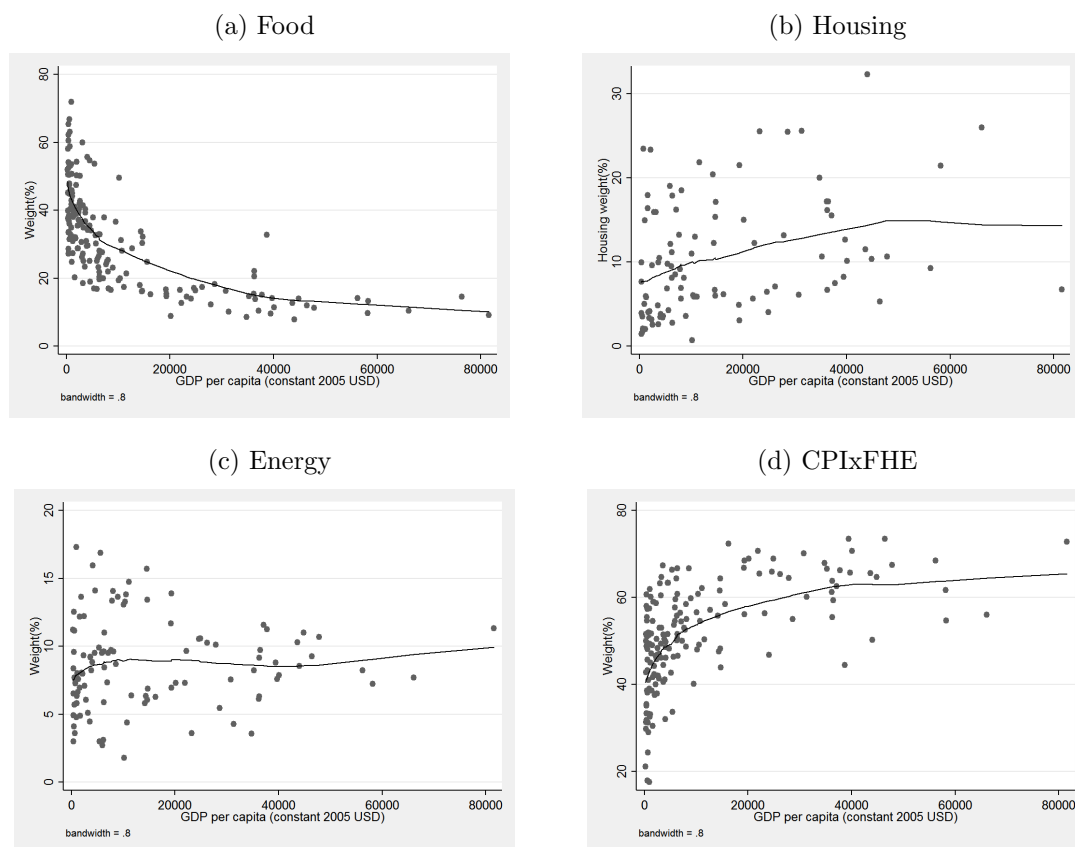 (a) Food
80
60
40
20
0
Weight(%)
0 20000 40000 60000 80000
GDP per capita (constant 2005 USD)
bandwidth = .8
(b) Housing
30
20
10
0
Housing weight(%)
0 20000 40000 60000 80000
GDP per capita (constant 2005 USD)
bandwidth = .8
(c) Energy
20
15
10
5
0
Weight(%)
0 20000 40000 60000 80000
GDP per capita (constant 2005 USD)
bandwidth = .8
(d) CPIxFHE
80
60
40
20
Weight(%)
0 20000 40000 60000 80000
GDP per capita (constant 2005 USD)
bandwidth = .8